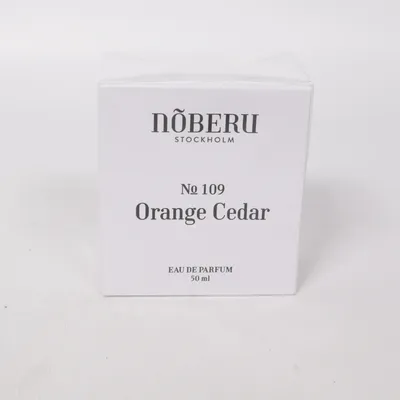 nõBERU
STOCKHOLM
No 109
Orange Cedar
EAU DE PARFUM
50 ml